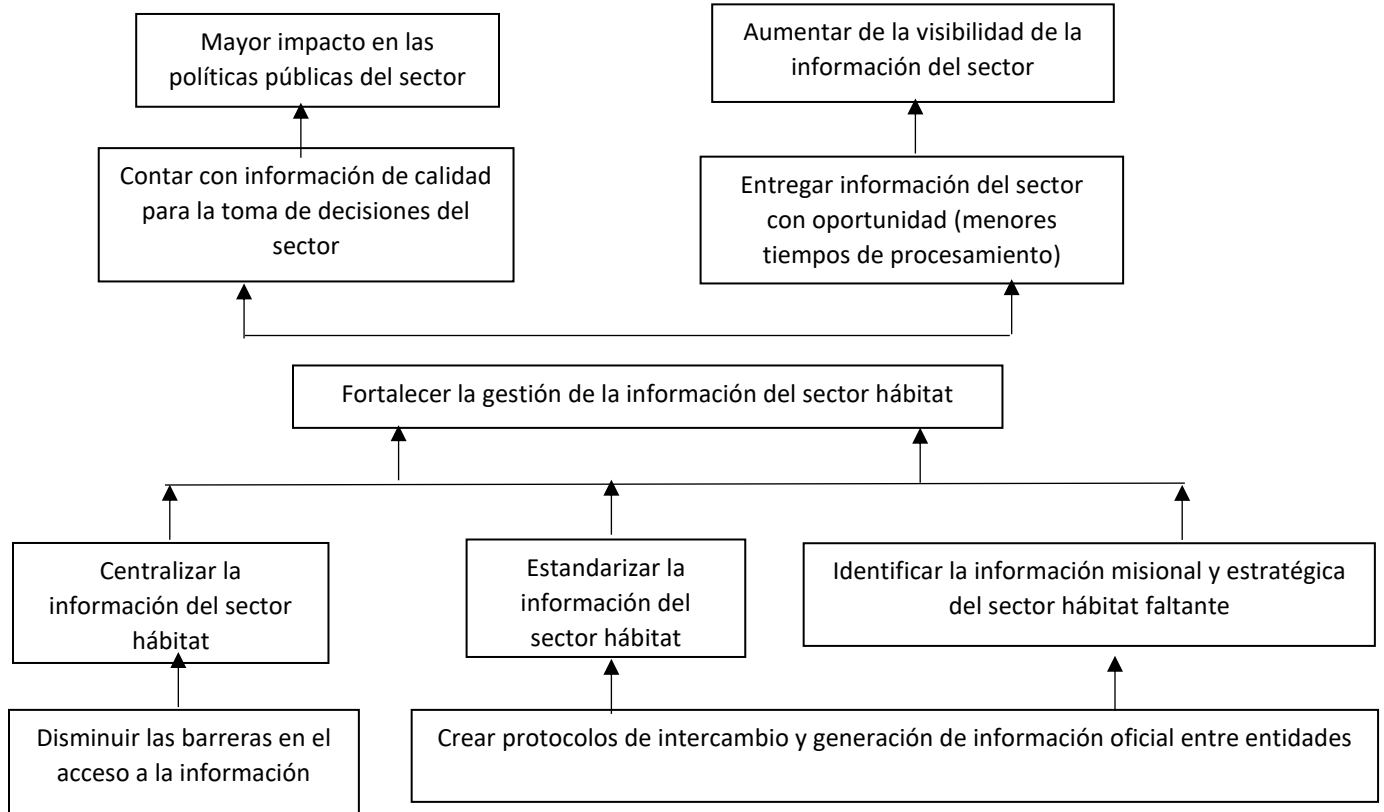 Mayor impacto en las
políticas públicas del sector
Aumentar de la visibilidad de la
información del sector
Contar con información de calidad
para la toma de decisiones del
sector
Entregar información del sector
con oportunidad (menores
tiempos de procesamiento)
Fortalecer la gestión de la información del sector hábitat
Centralizar la
información del sector
hábitat
Estandarizar la
información del
sector hábitat
Identificar la información misional y estratégica
del sector hábitat faltante
Disminuir las barreras en el
acceso a la información
Crear protocolos de intercambio y generación de información oficial entre entidades